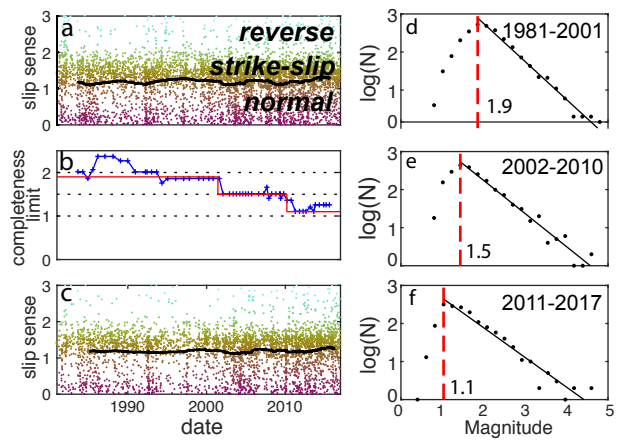 a
reverse
strike-slip
normal
slip sense
3
2
1
0
b
completeness
limit
2
1
0
c
slip sense
3
2
1
0
1990
2000
2010
date
d
1981-2001
log(N)
3
2
1
0
1.9
e
2002-2010
log(N)
3
2
1
0
1.5
f
2011-2017
log(N)
3
2
1
0
1.1
0
1
2
3
4
5
Magnitude